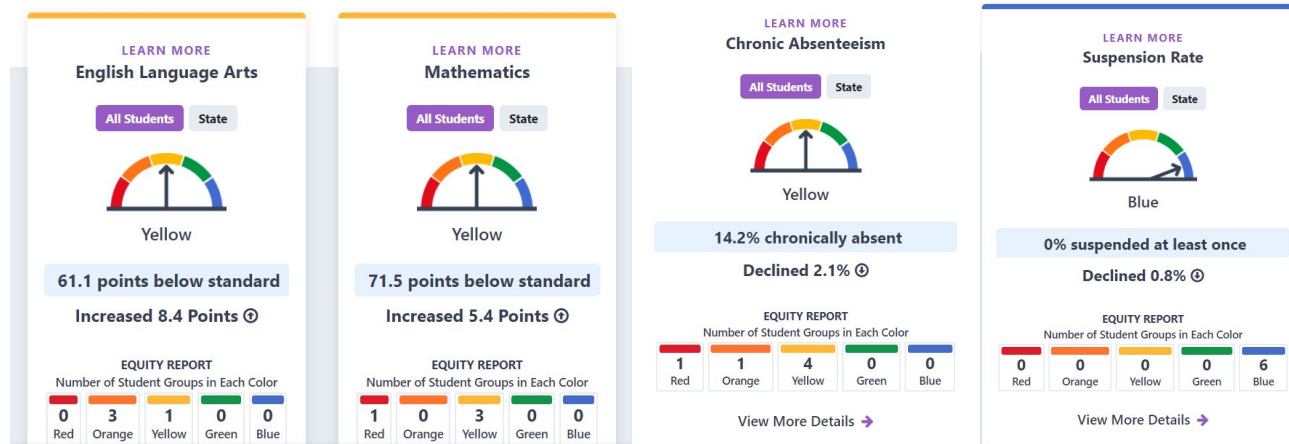 LEARN MORE
English Language Arts
All Students State
Yellow
61.1 points below standard
Increased 8.4 Points
EQUITY REPORT
Number of Student Groups in Each Color
0 3 1 0 0
Red Orange Yellow Green Blue
LEARN MORE
Mathematics
All Students State
Yellow
71.5 points below standard
Increased 5.4 Points
EQUITY REPORT
Number of Student Groups in Each Color
1 0 3 0 0
Red Orange Yellow Green Blue
LEARN MORE
Chronic Absenteeism
All Students State
Yellow
14.2% chronically absent
Declined 2.1%
EQUITY REPORT
Number of Student Groups in Each Color
1 1 4 0 0
Red Orange Yellow Green Blue
View More Details
LEARN MORE
Suspension Rate
All Students State
Blue
0% suspended at least once
Declined 0.8%
EQUITY REPORT
Number of Student Groups in Each Color
0 0 0 0 6
Red Orange Yellow Green Blue
View More Details